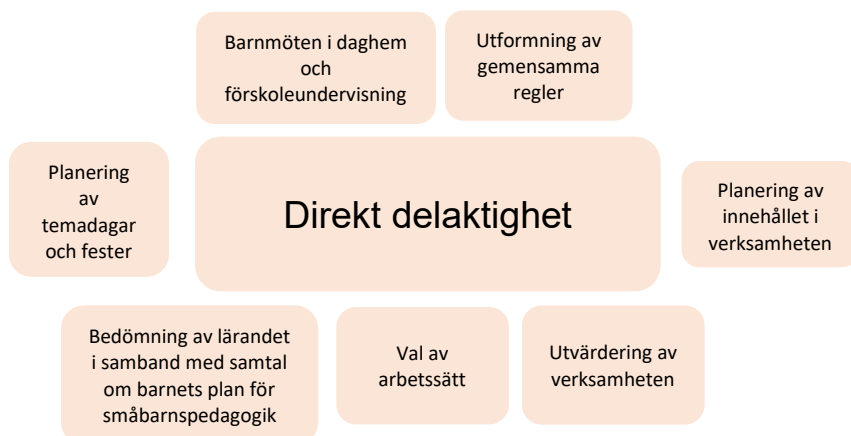 Barnmöten i daghem
och
förskoleundervisning
Utformning av
gemensamma
regler
Planering
av
temadagar
och fester
Direkt delaktighet
Planering av
innehållet i
verksamheten
Bedömning av lärandet
i samband med samtal
om barnets plan för
småbarnspedagogik
Val av
arbetssätt
Utvärdering av
verksamheten